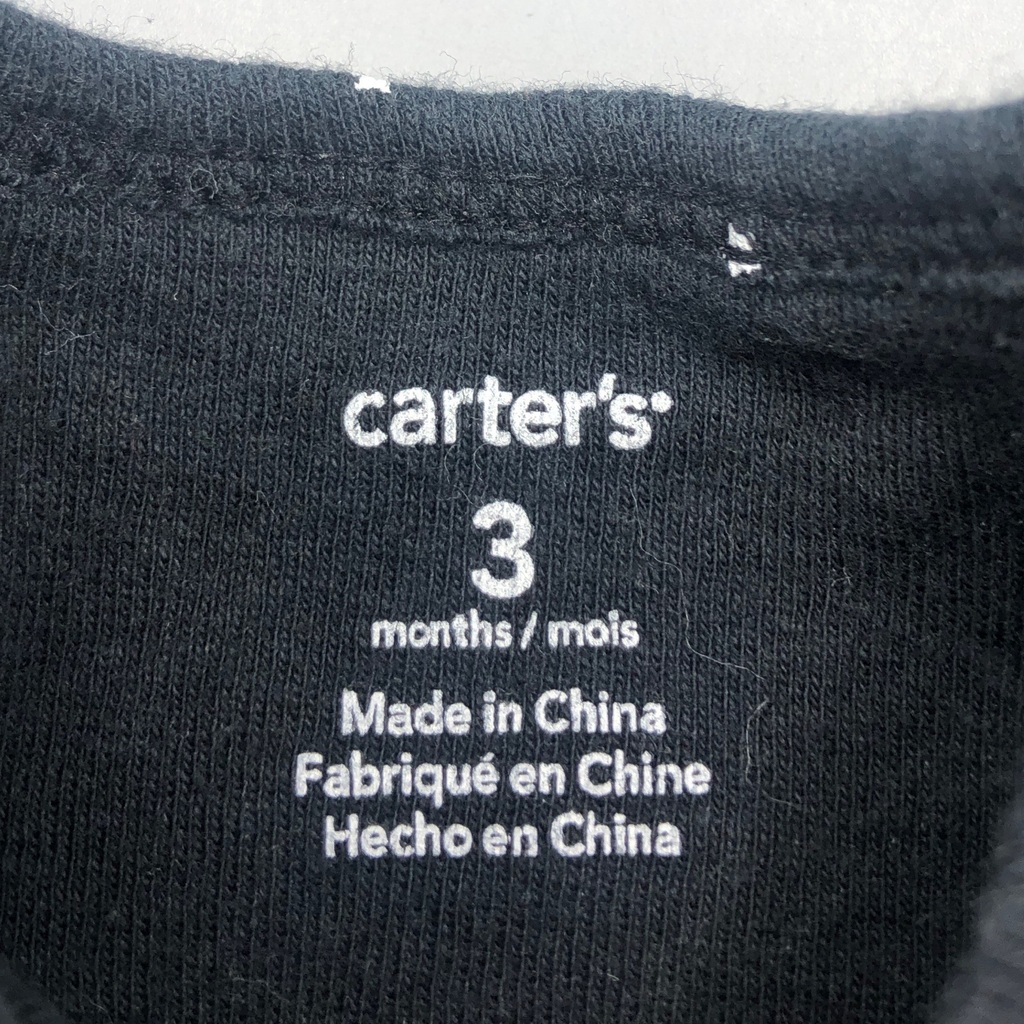 carter's
3
months / mois
Made in China
Fabriqué en Chine
Hecho en China